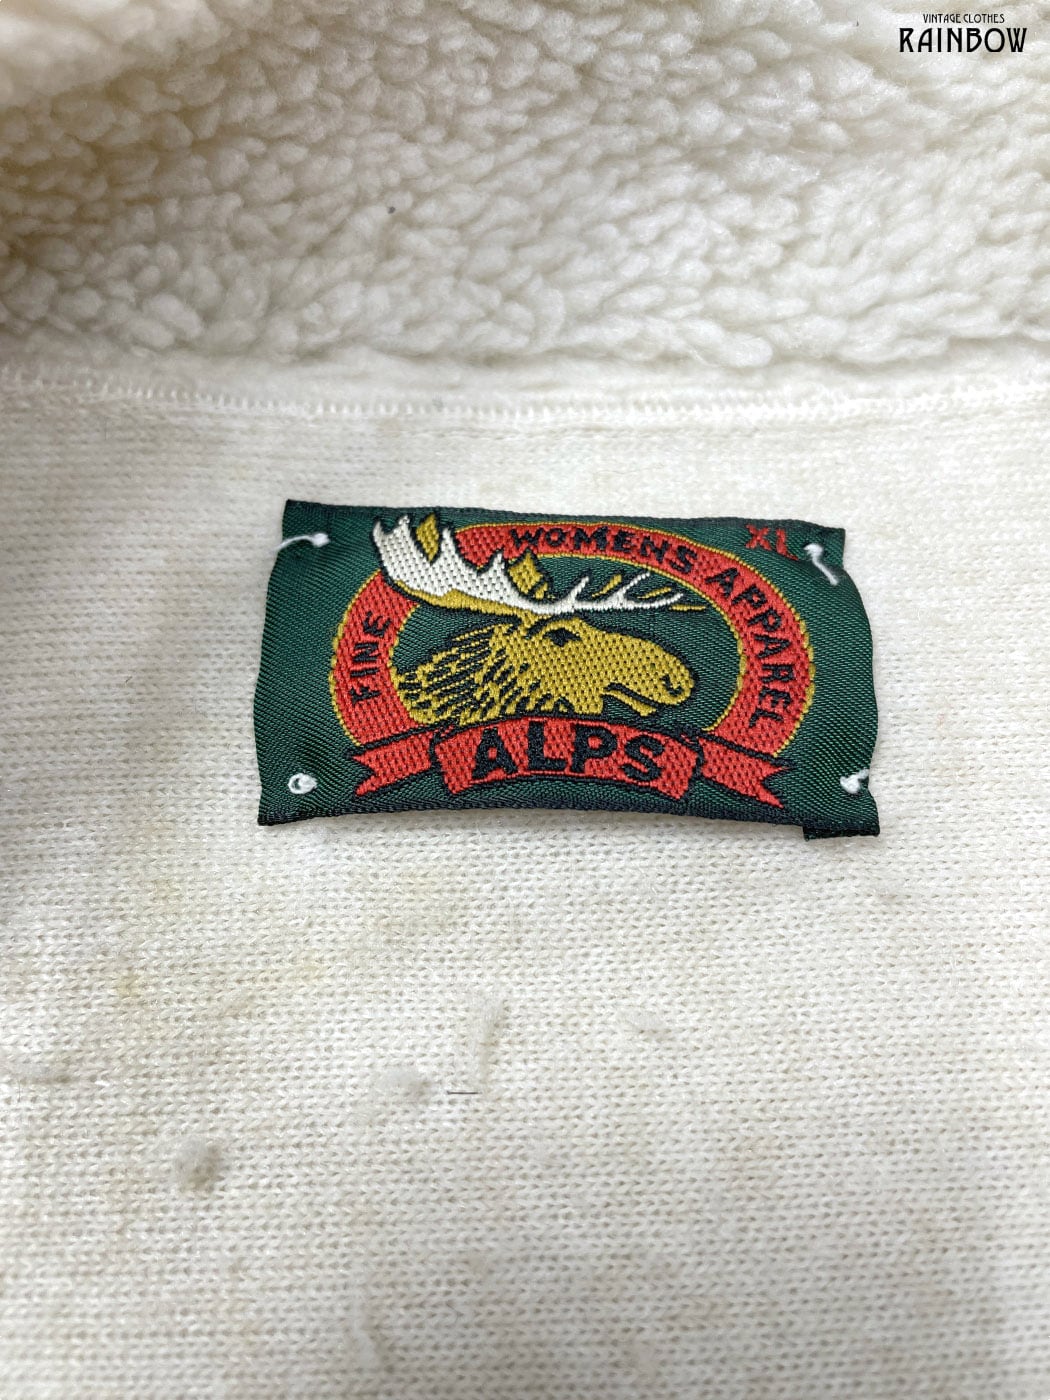 VINTAGE CLOTHES
RAINBOW
XL
FINE WOMENS APPAREL
ALPS